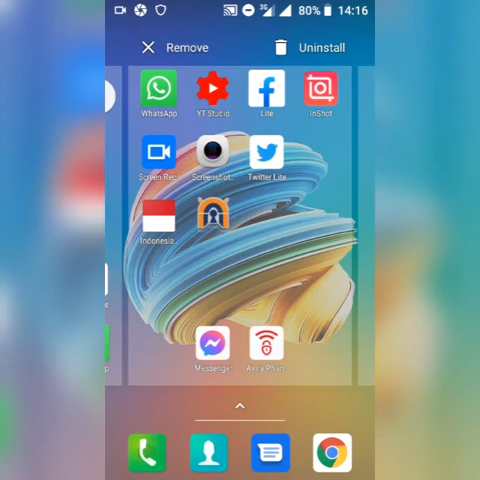 3G 80% 14:16
Remove Uninstall
WhatsApp YT Studio Lite InShot
Screen Rec.. Screenshot.. Twitter Lite
Indonesia..
Messenger Avira Phan..